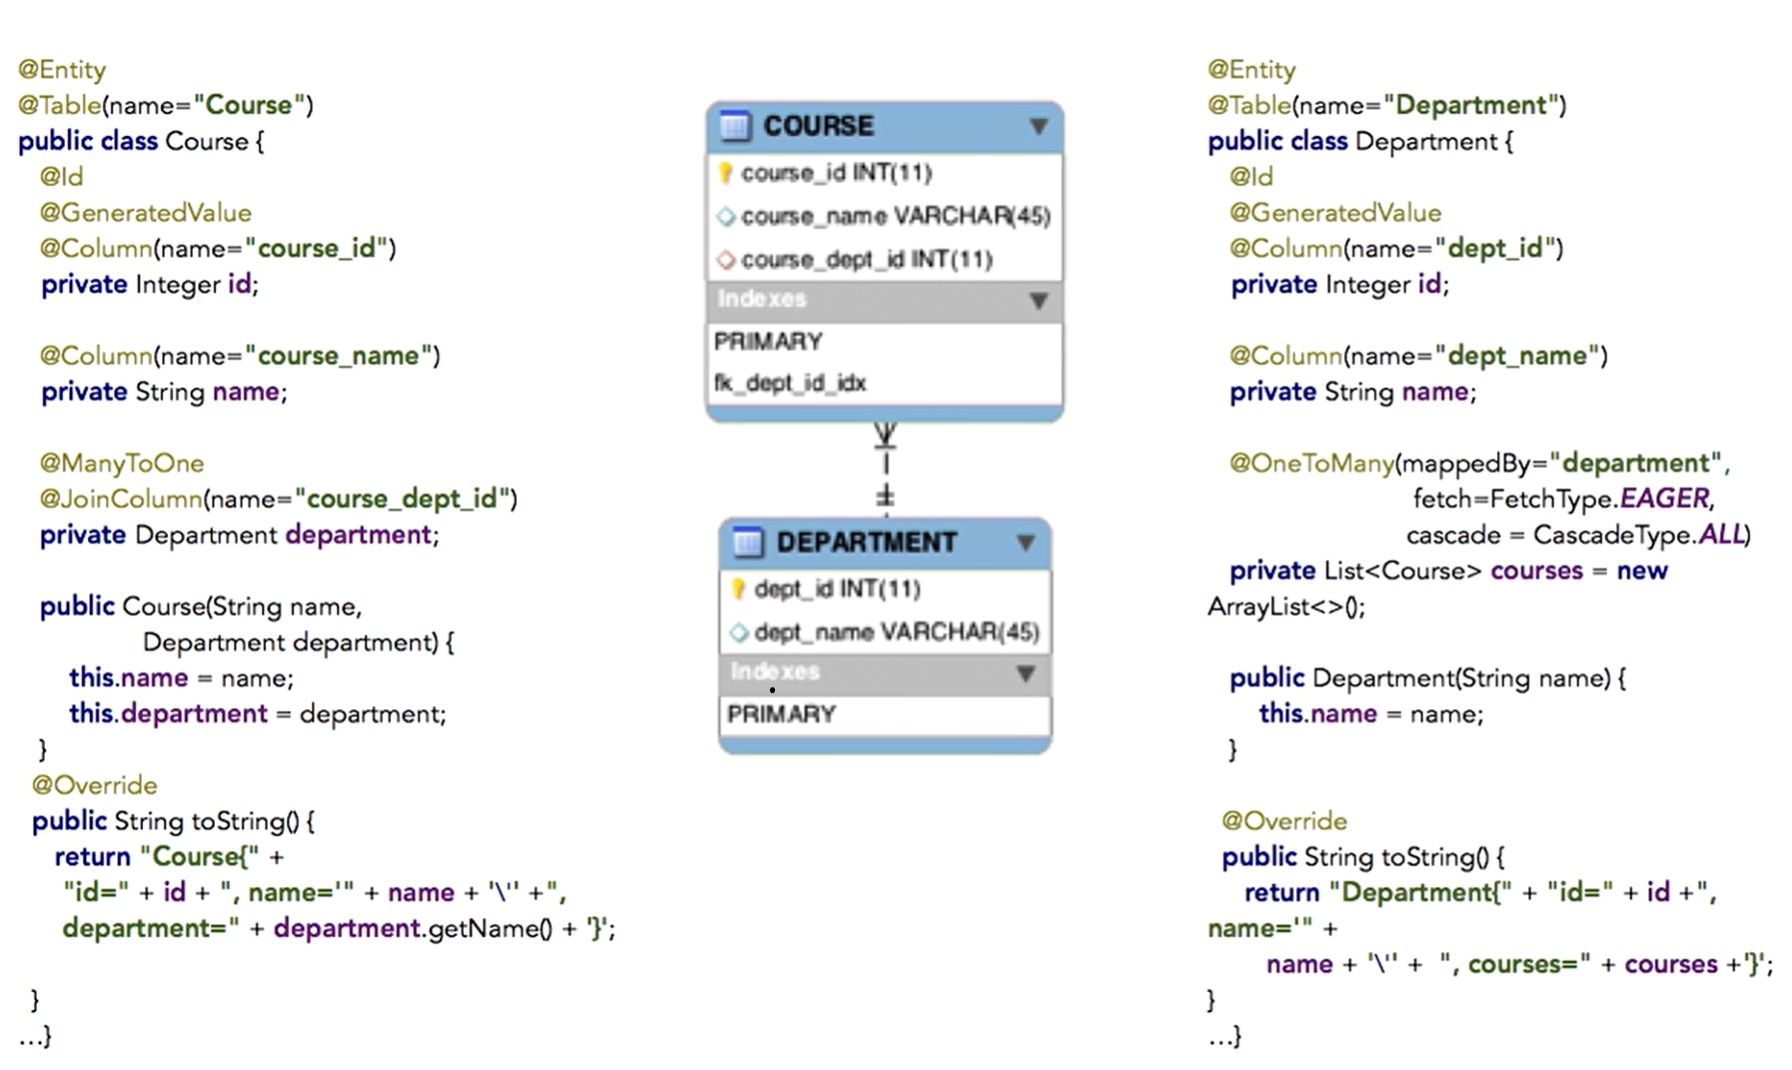 @Entity
@Table(name="Course")
public class Course {
@Id
@GeneratedValue
@Column(name="course_id")
private Integer id;
@Column(name="course_name")
private String name;
@ManyToOne
@JoinColumn(name="course_dept_id")
private Department department;
public Course(String name,
Department department) {
this.name = name;
this.department = department;
}
@Override
public String toString() {
return "Course{" +
"id=" + id + ", name='" + name + '\'' +",
department=" + department.getName() + '}';
}
...}
COURSE
course_id INT(11)
course_name VARCHAR(45)
course_dept_id INT(11)
Indexes
PRIMARY
fk_dept_id_idx
DEPARTMENT
dept_id INT(11)
dept_name VARCHAR(45)
Indexes
PRIMARY
@Entity
@Table(name="Department")
public class Department {
@Id
@GeneratedValue
@Column(name="dept_id")
private Integer id;
@Column(name="dept_name")
private String name;
@OneToMany(mappedBy="department",
fetch=FetchType.EAGER,
cascade = CascadeType.ALL)
private List<Course> courses = new
ArrayList<>();
public Department(String name) {
this.name = name;
}
@Override
public String toString() {
return "Department{" + "id=" + id +",
name='" +
name + '\'' + ", courses=" + courses +'}';
}
...}